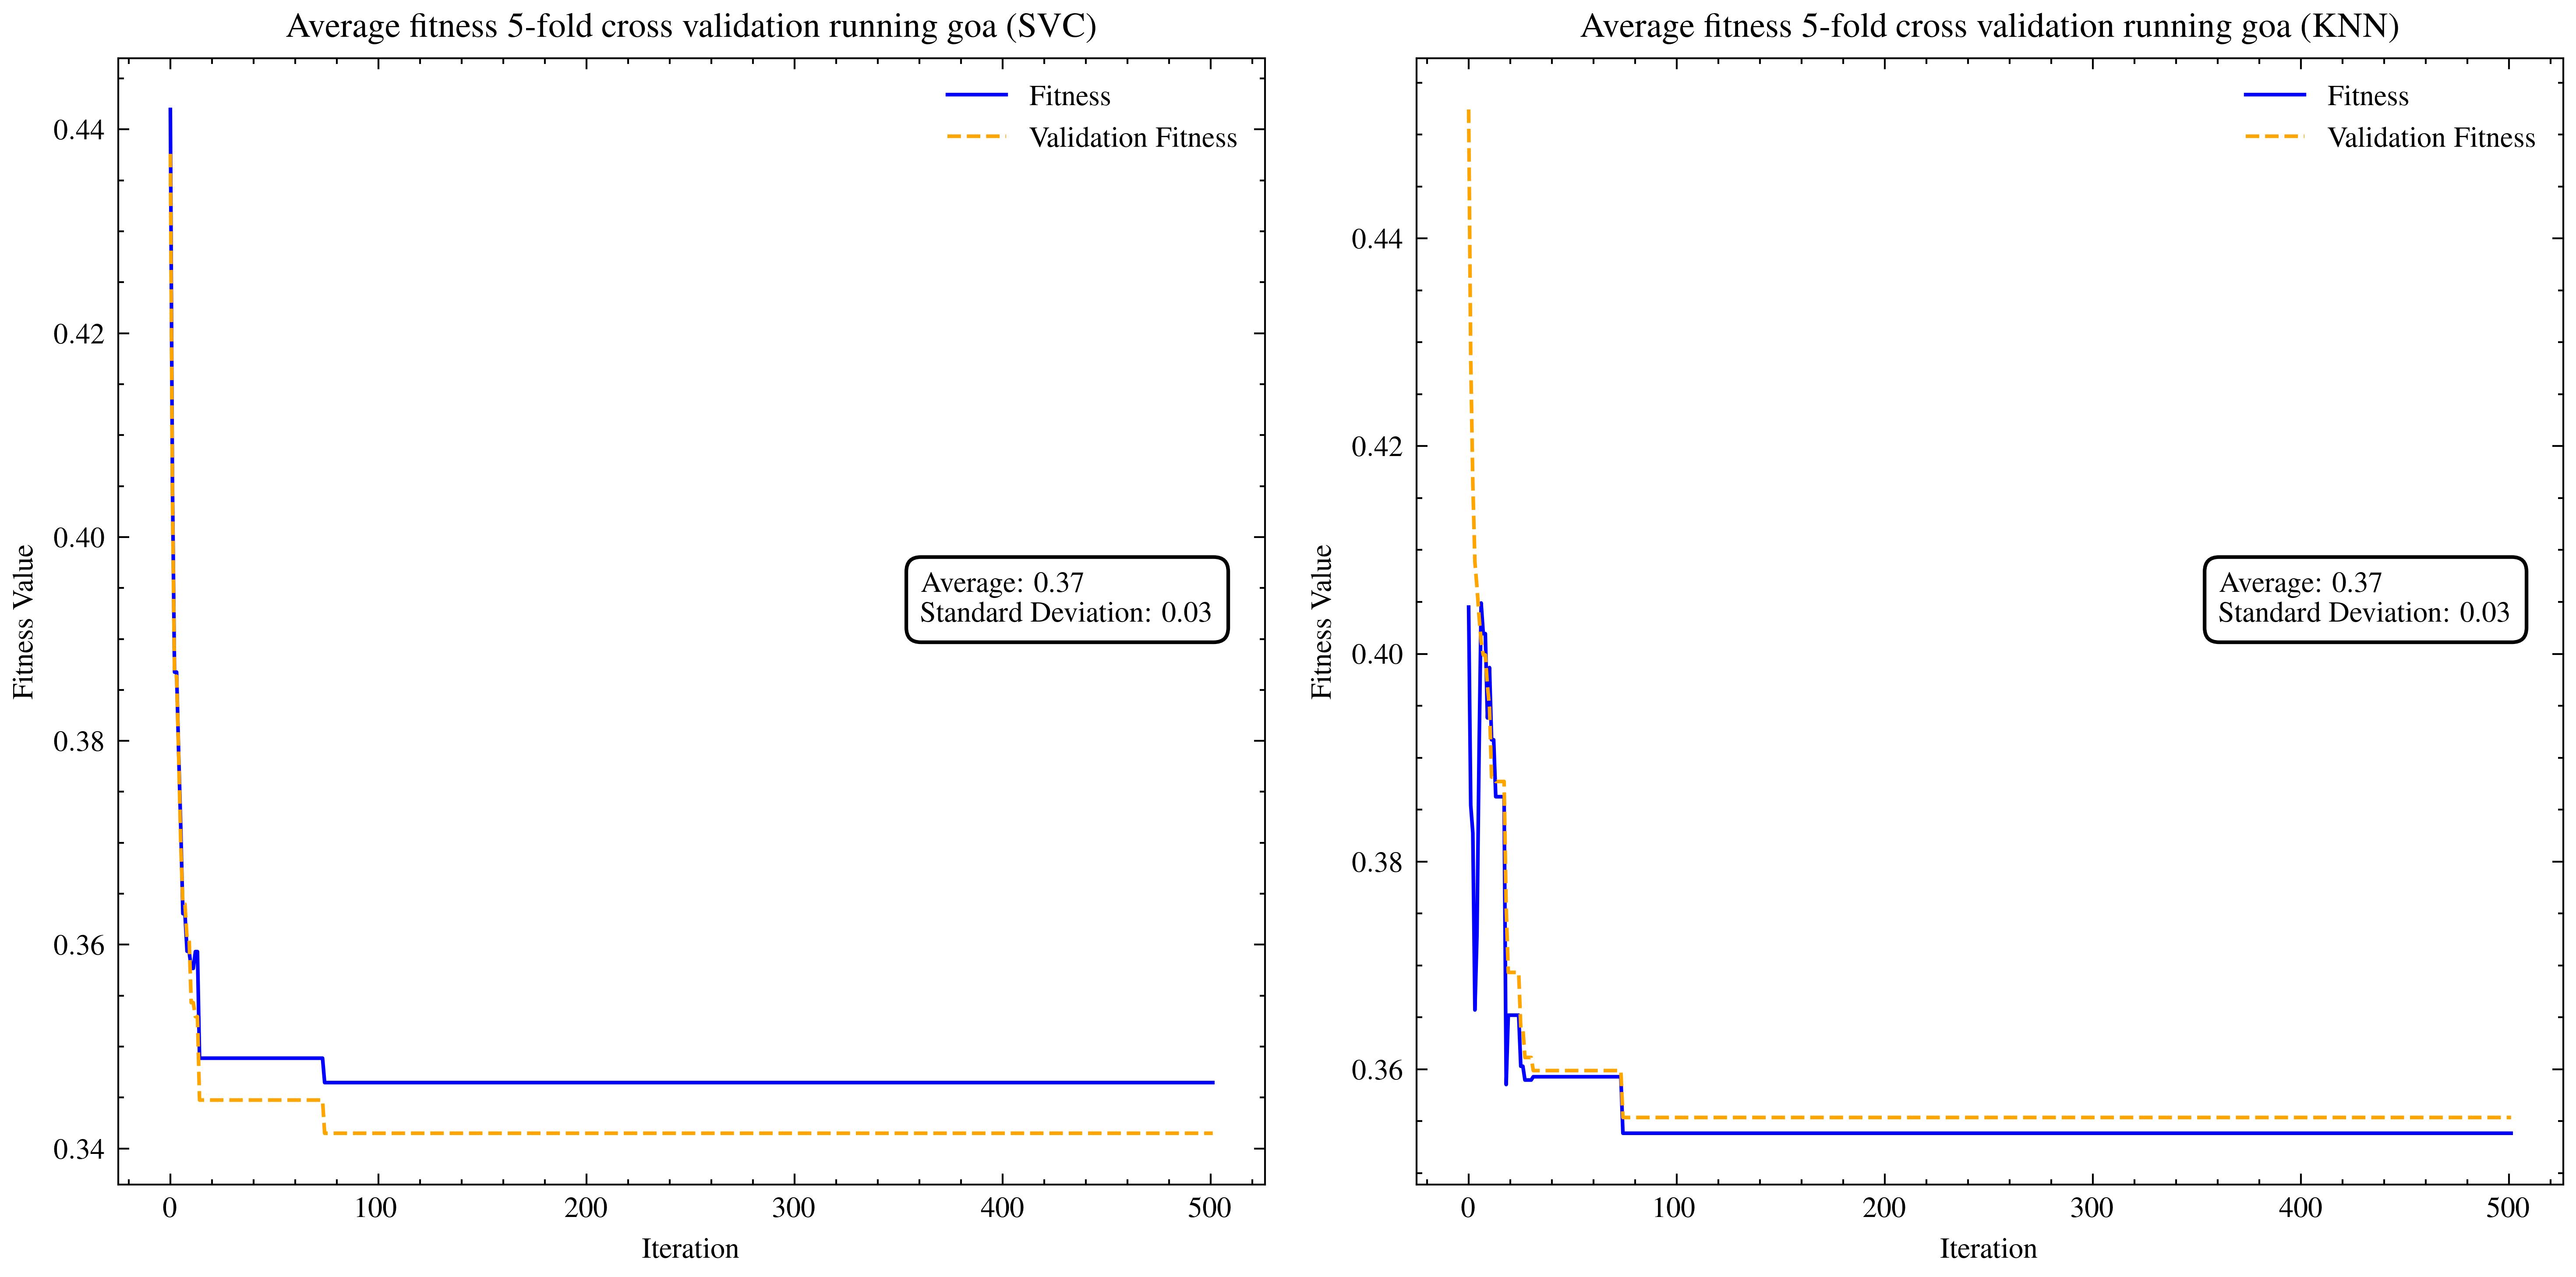 Average fitness 5-fold cross validation running goa (SVC)
Fitness
Validation Fitness
0.44
0.42
0.40
0.38
0.36
0.34
Fitness Value
Average: 0.37
Standard Deviation: 0.03
0 100 200 300 400 500
Iteration
Average fitness 5-fold cross validation running goa (KNN)
Fitness
Validation Fitness
0.44
0.42
0.40
0.38
0.36
Fitness Value
Average: 0.37
Standard Deviation: 0.03
0 100 200 300 400 500
Iteration